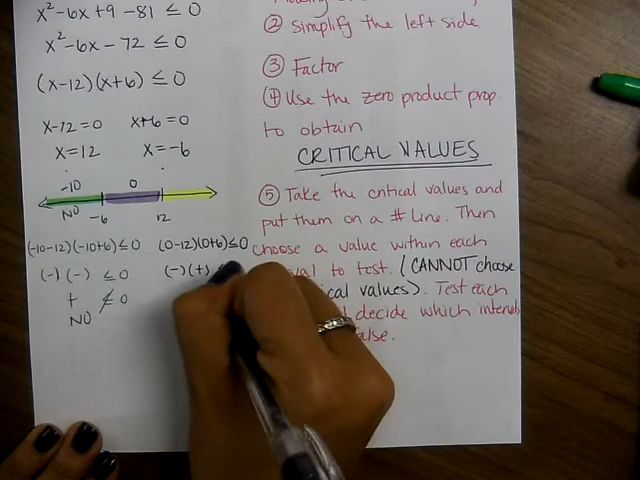 x²-6x+9-81 ≤ 0
x²-6x-72 ≤ 0
(x-12)(x+6) ≤ 0
x-12=0 x+6=0
x=12 x=-6
-10 0
NO -6 12
(-10-12)(-10+6) ≤ 0 (0-12)(0+6) ≤ 0
(-)(-) ≤ 0 (-)(+)
+ ≰ 0
NO
② Simplify the left side
③ Factor
④ Use the zero product prop.
to obtain
CRITICAL VALUES
⑤ Take the critical values and
put them on a # line. Then
choose a value within each
to test. (CANNOT choose
values). Test each
decide which intervals